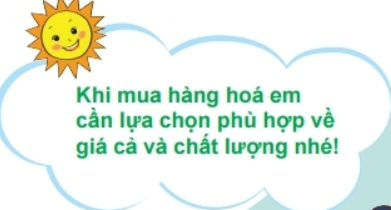 Khi mua hàng hoá em
cần lựa chọn phù hợp về
giá cả và chất lượng nhé!